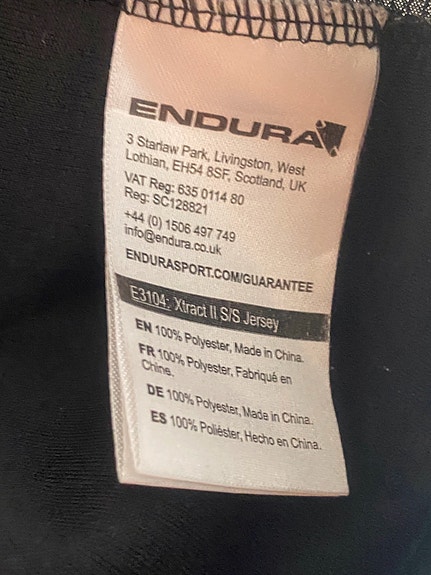 ENDURA
3 Starlaw Park, Livingston, West
Lothian, EH54 8SF, Scotland, UK
VAT Reg: 635 0114 80
Reg: SC128821
+44 (0) 1506 497 749
info@endura.co.uk
ENDURASPORT.COM/GUARANTEE
E3104: Xtract II S/S Jersey
EN 100% Polyester, Made in China.
FR 100% Polyester, Fabriqué en
Chine.
DE 100% Polyester, Made in China.
ES 100% Poliéster, Hecho en China.